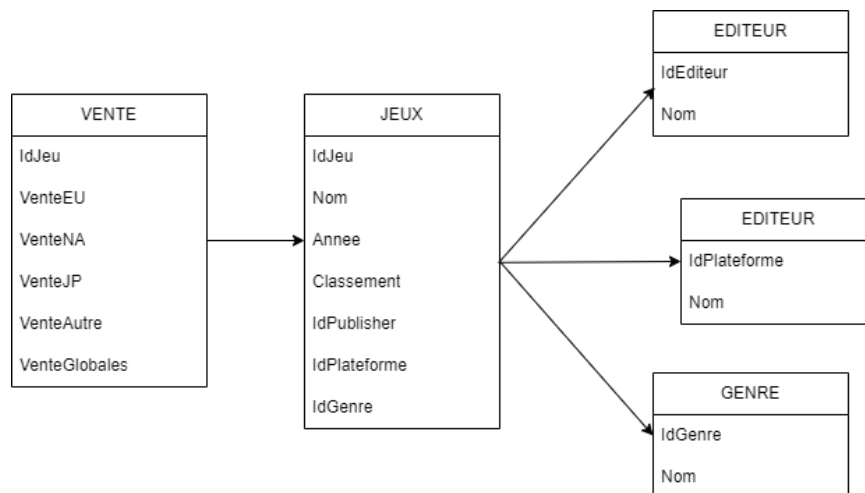 VENTE
IdJeu
VenteEU
VenteNA
VenteJP
VenteAutre
VenteGlobales
JEUX
IdJeu
Nom
Annee
Classement
IdPublisher
IdPlateforme
IdGenre
EDITEUR
IdEditeur
Nom
EDITEUR
IdPlateforme
Nom
GENRE
IdGenre
Nom